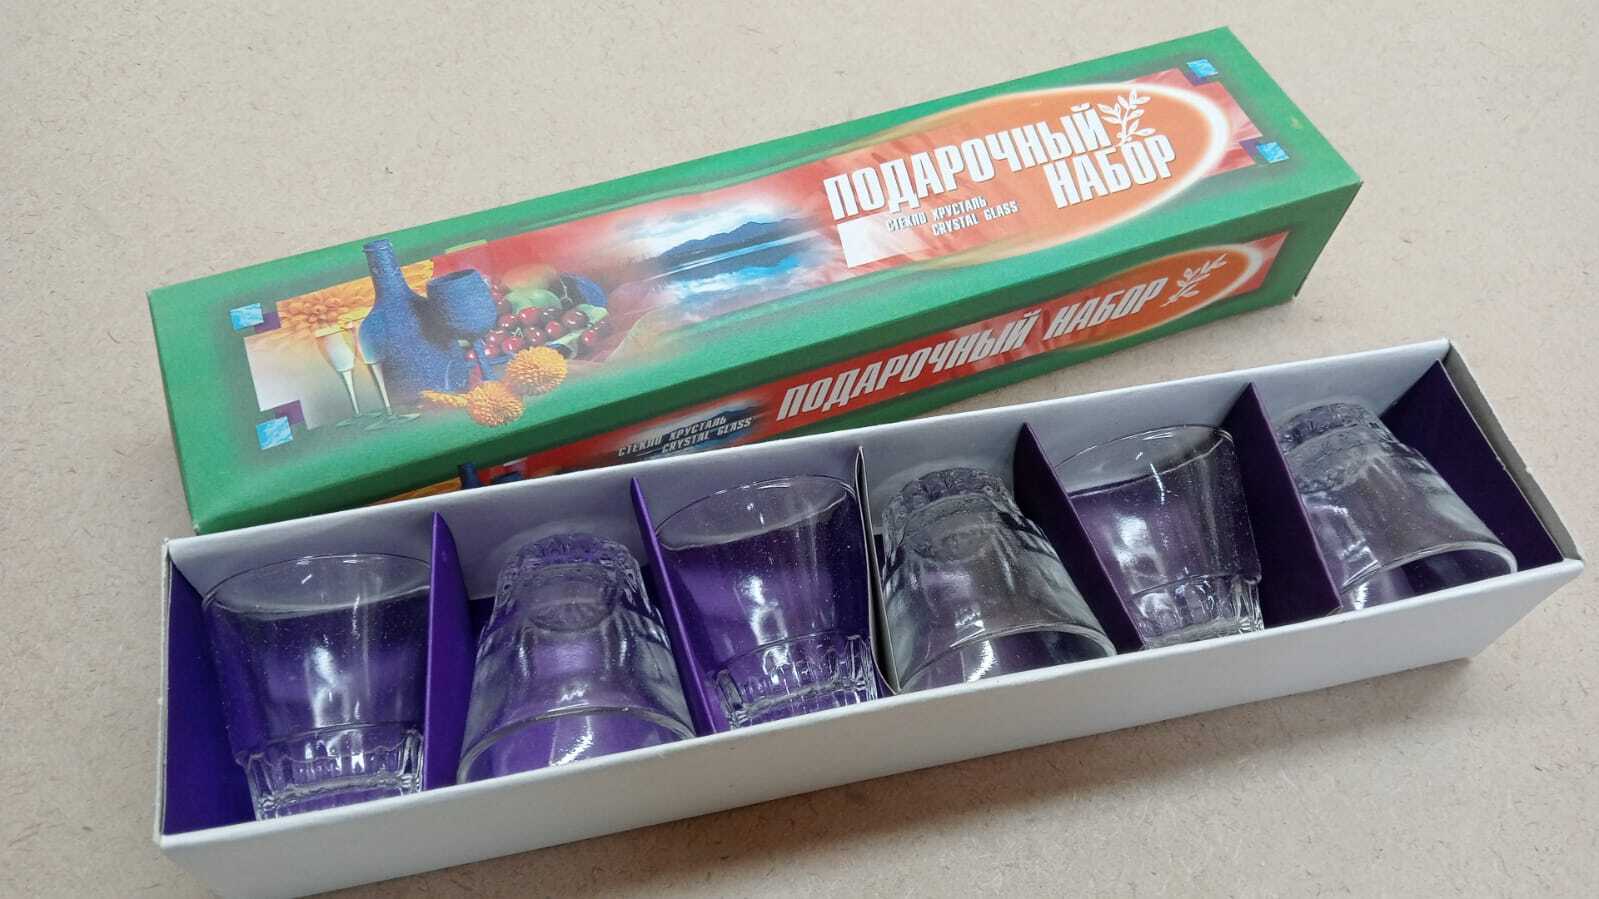 ПОДАРОЧНЫЙ
НАБОР
СТЕКЛО ХРУСТАЛЬ
CRYSTAL GLASS
ПОДАРОЧНЫЙ НАБОР
СТЕКЛО ХРУСТАЛЬ
CRYSTAL GLASS